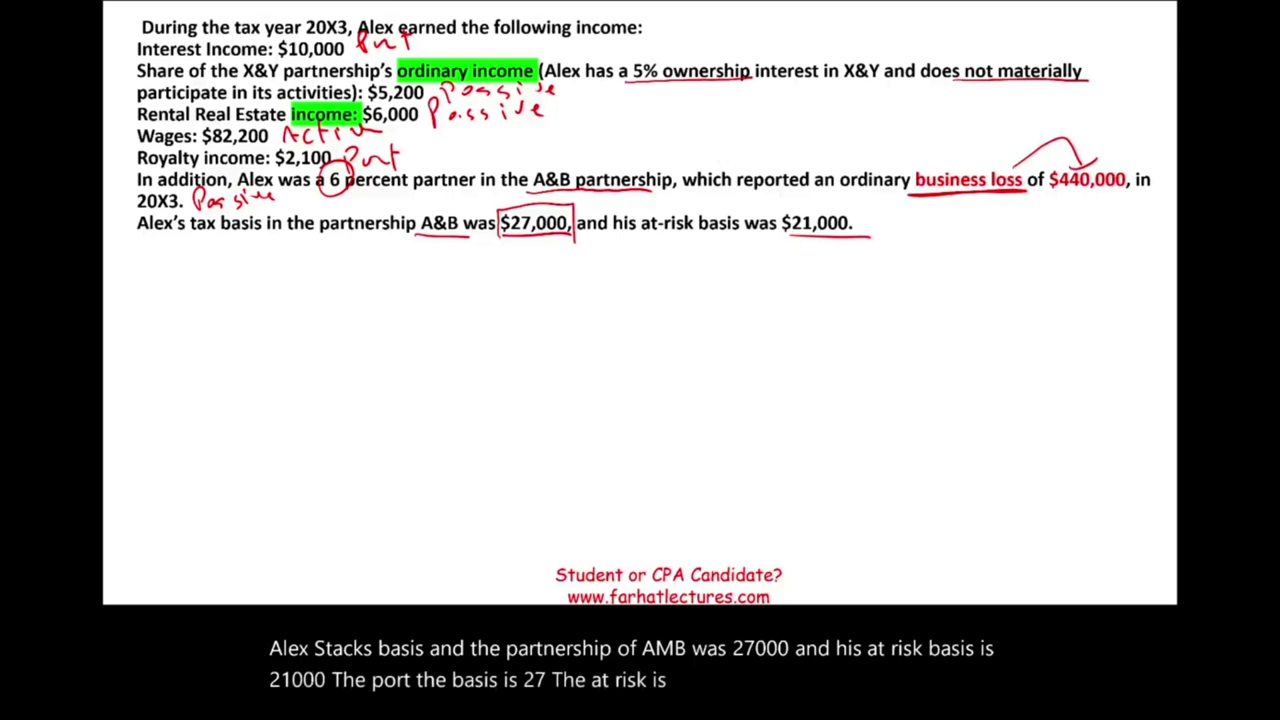 During the tax year 20X3, Alex earned the following income:
Interest Income: $10,000 Port
Share of the X&Y partnership's ordinary income (Alex has a 5% ownership interest in X&Y and does not materially
participate in its activities): $5,200 Passive
Rental Real Estate income: $6,000 Passive
Wages: $82,200 Active
Royalty income: $2,100 Port
In addition, Alex was a 6 percent partner in the A&B partnership, which reported an ordinary business loss of $440,000, in
20X3. Passive
Alex's tax basis in the partnership A&B was $27,000, and his at-risk basis was $21,000.
Student or CPA Candidate?
www.farhatlectures.com
Alex Stacks basis and the partnership of AMB was 27000 and his at risk basis is
21000 The port the basis is 27 The at risk is